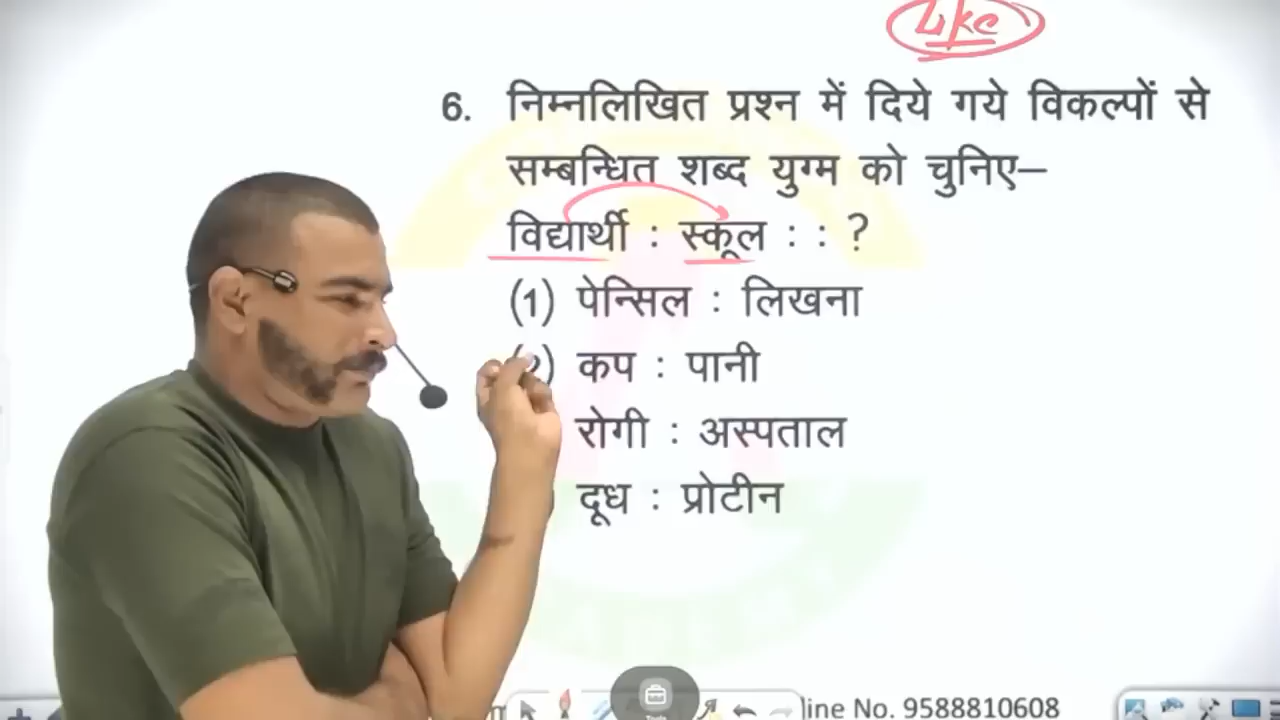 Like
6. निम्नलिखित प्रश्न में दिये गये विकल्पों से
सम्बन्धित शब्द युग्म को चुनिए–
विद्यार्थी : स्कूल : : ?
(1) पेन्सिल : लिखना
कप : पानी
रोगी : अस्पताल
दूध : प्रोटीन
line No. 9588810608